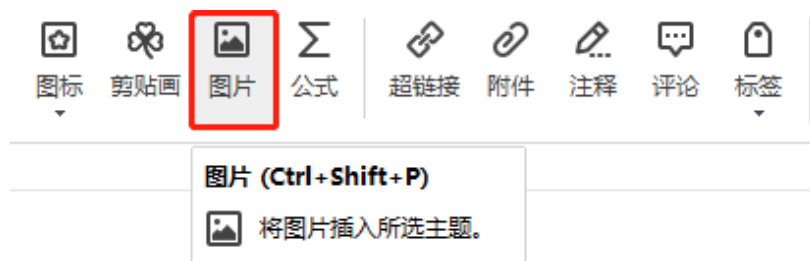 图标 剪贴画 图片 公式 超链接 附件 注释 评论 标签
图片 (Ctrl+Shift+P)
将图片插入所选主题。